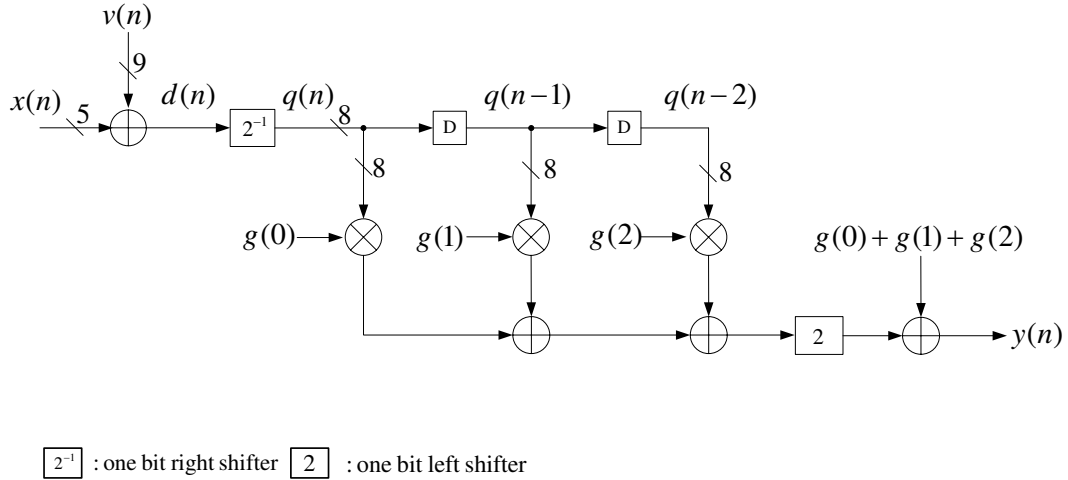 v(n)
9
x(n) 5 d(n) 2⁻¹ q(n) 8 D q(n−1) D q(n−2)
8 8 8
g(0) g(1) g(2) g(0) + g(1) + g(2)
2 y(n)
2⁻¹ : one bit right shifter 2 : one bit left shifter